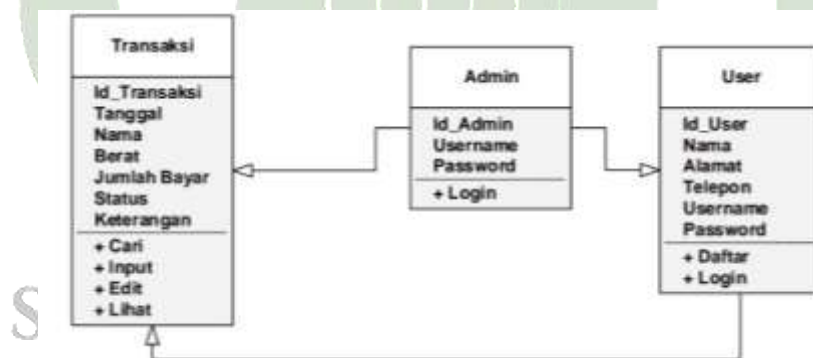 Transaksi
Id_Transaksi
Tanggal
Nama
Berat
Jumlah Bayar
Status
Keterangan
+ Cari
+ Input
+ Edit
+ Lihat
Admin
Id_Admin
Username
Password
+ Login
User
Id_User
Nama
Alamat
Telepon
Username
Password
+ Daftar
+ Login
S